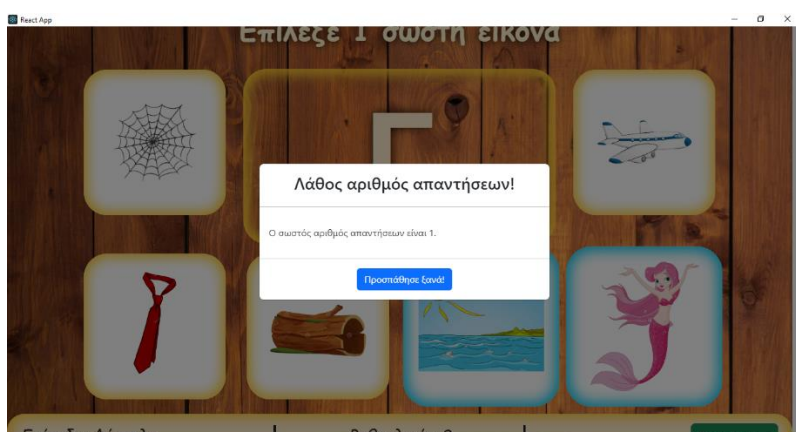 React App
Επίλεξε 1 σωστή εικόνα
Γ
Λάθος αριθμός απαντήσεων!
Ο σωστός αριθμός απαντήσεων είναι 1.
Προσπάθησε ξανά!